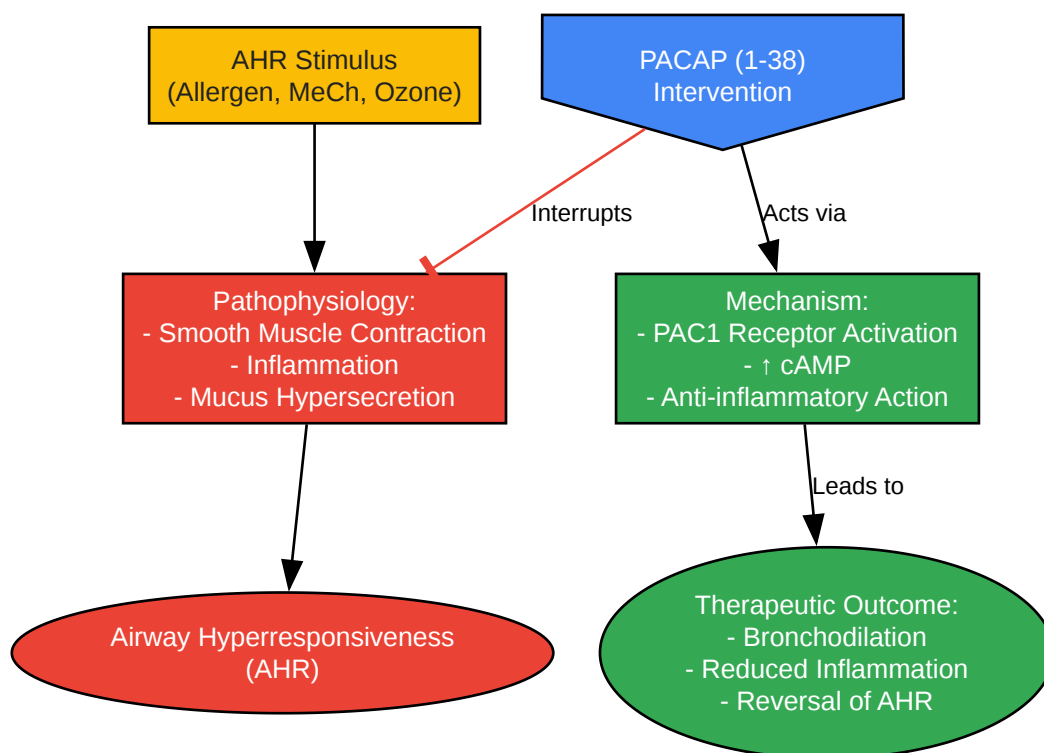 AHR Stimulus
(Allergen, MeCh, Ozone)
PACAP (1-38)
Intervention
Interrupts
Acts via
Pathophysiology:
- Smooth Muscle Contraction
- Inflammation
- Mucus Hypersecretion
Mechanism:
- PAC1 Receptor Activation
- ↑ cAMP
- Anti-inflammatory Action
Leads to
Airway Hyperresponsiveness
(AHR)
Therapeutic Outcome:
- Bronchodilation
- Reduced Inflammation
- Reversal of AHR